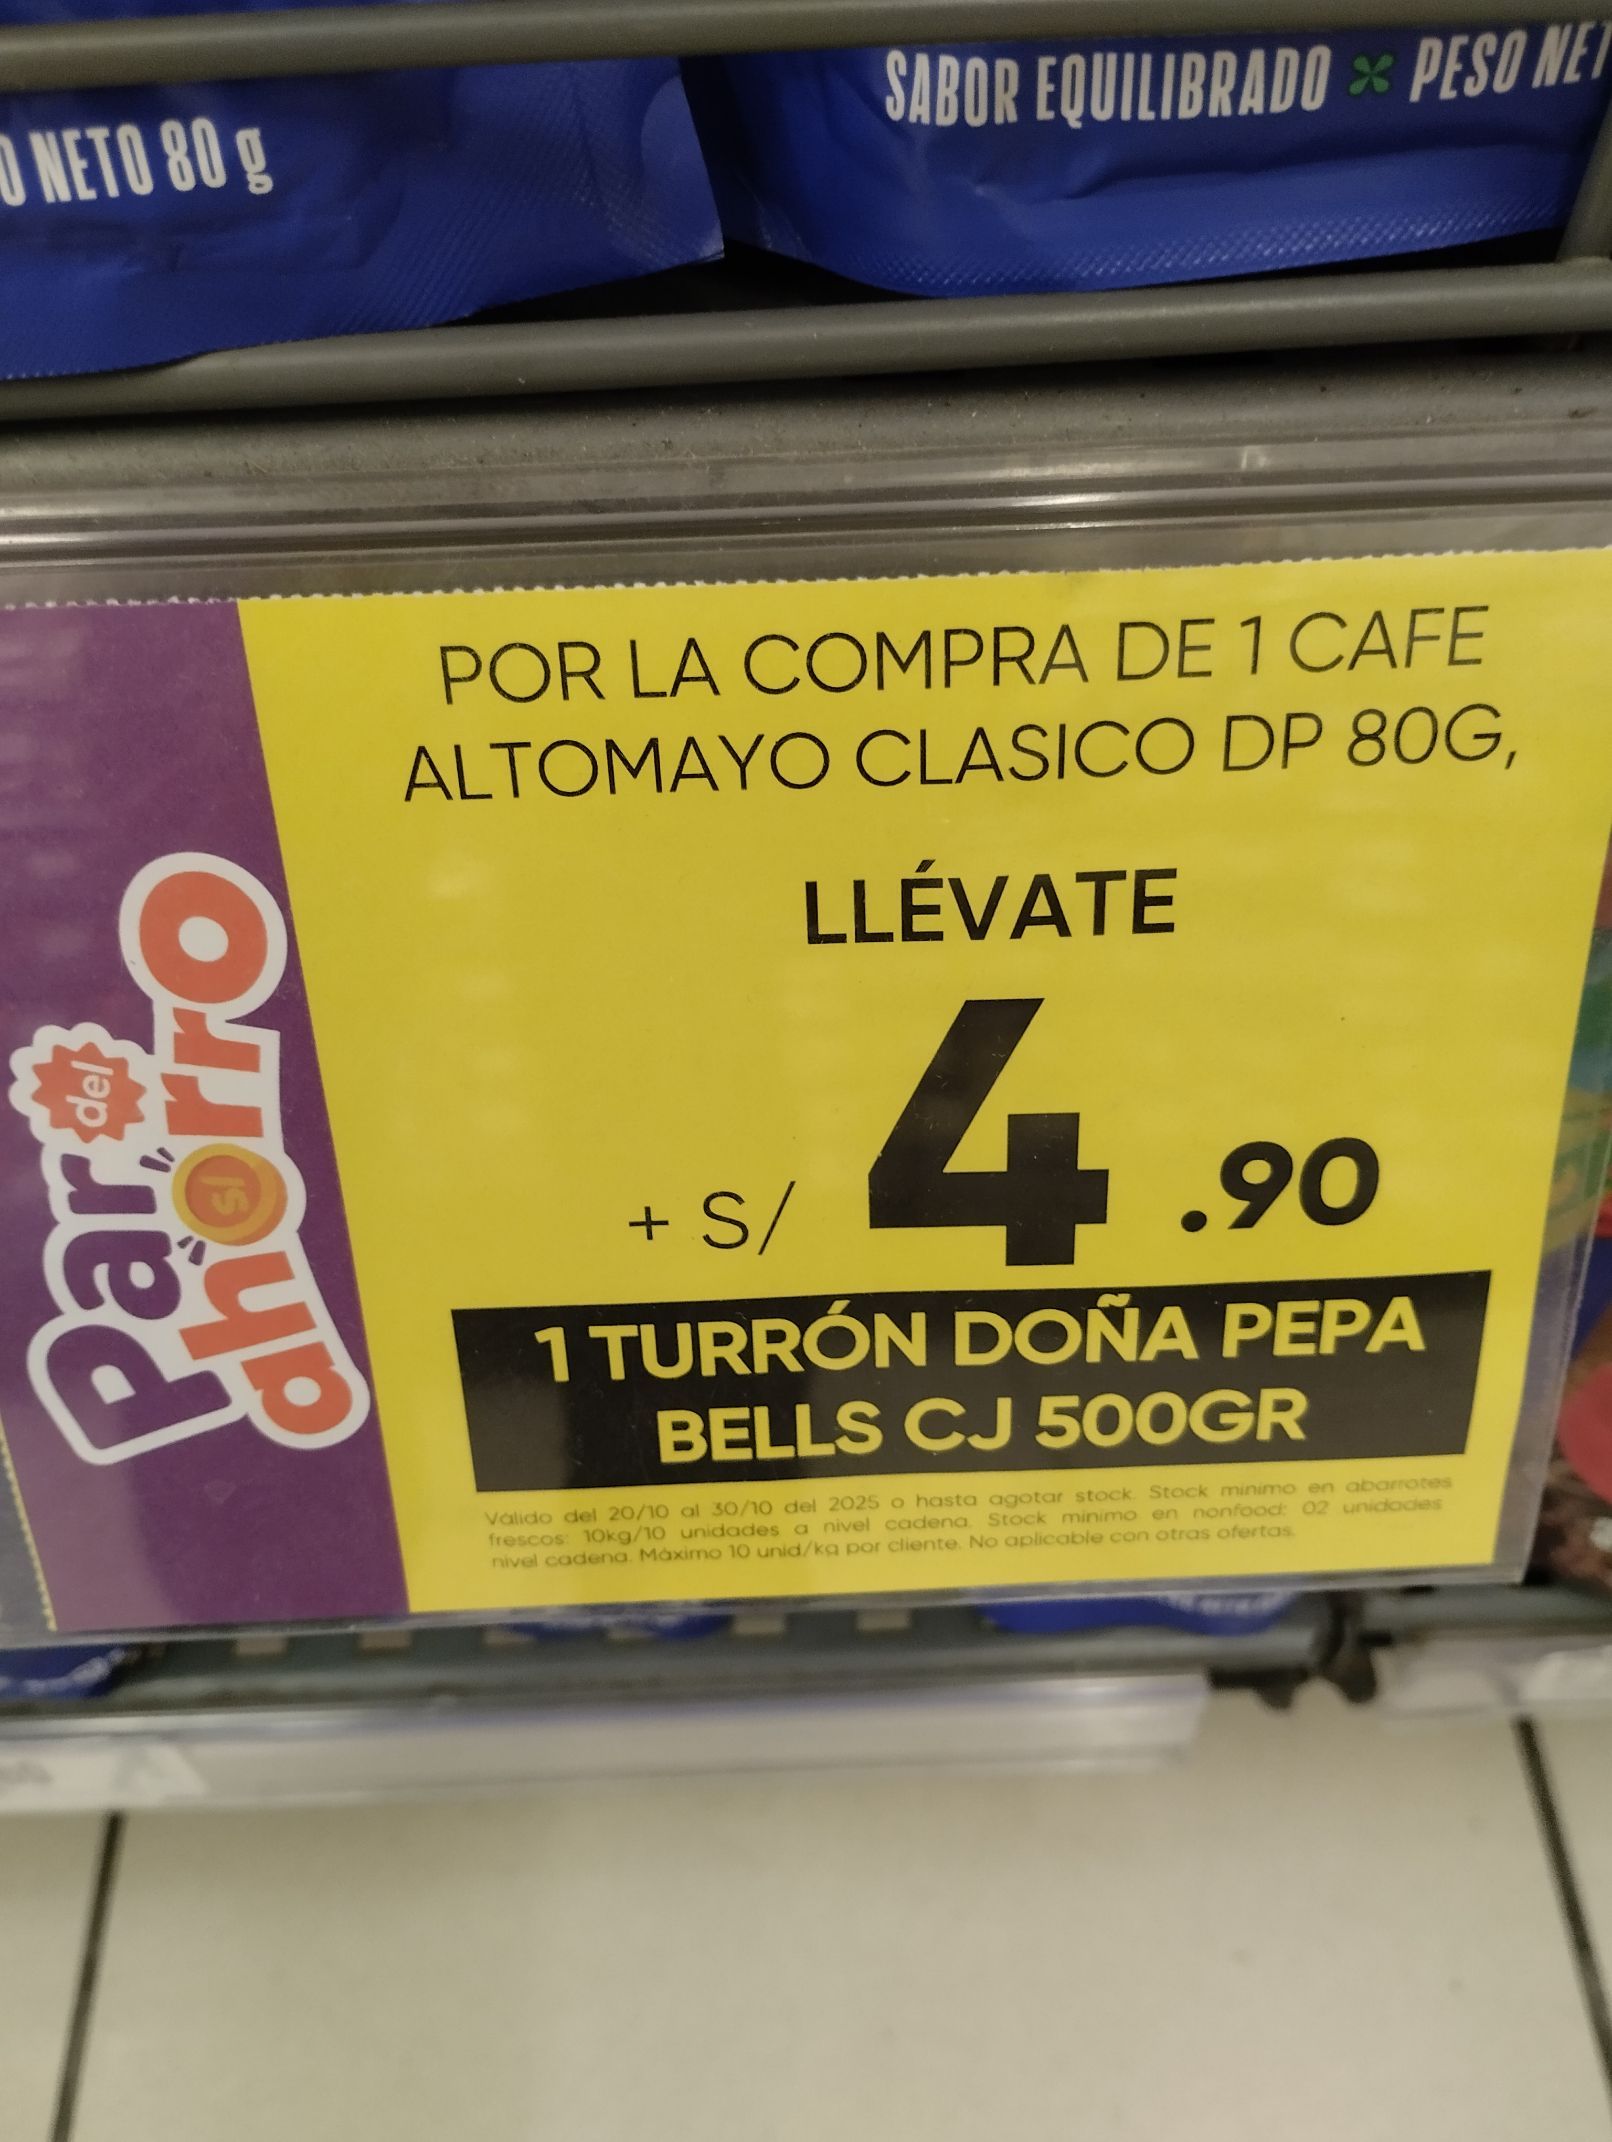 O NETO 80 g
SABOR EQUILIBRADO PESO NET
POR LA COMPRA DE 1 CAFE
ALTOMAYO CLASICO DP 80G,
LLÉVATE
+ S/ 4.90
1 TURRÓN DOÑA PEPA
BELLS CJ 500GR
Válido del 20/10 al 30/10 del 2025 o hasta agotar stock. Stock mínimo en abarrotes
frescos: 10kg/10 unidades a nivel cadena. Stock mínimo en nonfood: 02 unidades
nivel cadena. Máximo 10 unid/kg por cliente. No aplicable con otras ofertas.
Par del
ahorro
S/